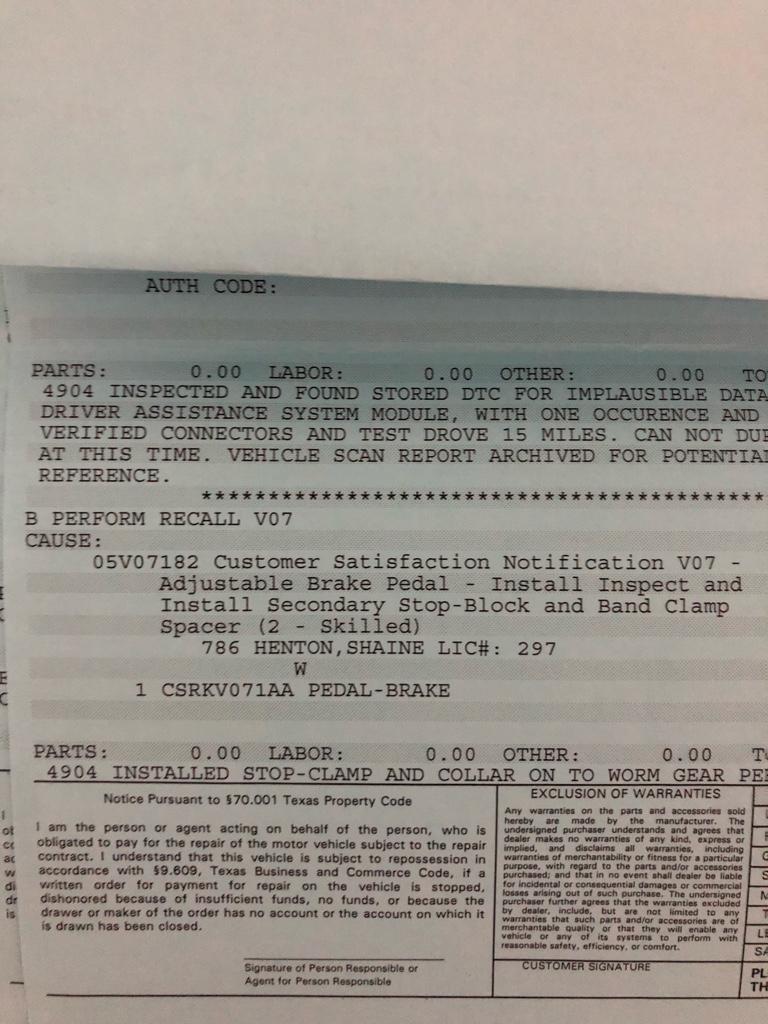 AUTH CODE:
PARTS: 0.00 LABOR: 0.00 OTHER: 0.00
4904 INSPECTED AND FOUND STORED DTC FOR IMPLAUSIBLE DATA
DRIVER ASSISTANCE SYSTEM MODULE, WITH ONE OCCURENCE AND
VERIFIED CONNECTORS AND TEST DROVE 15 MILES. CAN NOT
AT THIS TIME. VEHICLE SCAN REPORT ARCHIVED FOR
REFERENCE.
******************************************
B PERFORM RECALL V07
CAUSE:
05V07182 Customer Satisfaction Notification V07 -
Adjustable Brake Pedal - Install Inspect and
Install Secondary Stop-Block and Band Clamp
Spacer (2 - Skilled)
786 HENTON,SHAINE LIC#: 297
W
1 CSRKV071AA PEDAL-BRAKE
PARTS: 0.00 LABOR: 0.00 OTHER: 0.00
4904 INSTALLED STOP-CLAMP AND COLLAR ON TO WORM GEAR
Notice Pursuant to §70.001 Texas Property Code
I am the person or agent acting on behalf of the person, who is
obligated to pay for the repair of the motor vehicle subject to the repair
contract. I understand that this vehicle is subject to repossession in
accordance with §9.609, Texas Business and Commerce Code, if a
written order for payment for repair on the vehicle is stopped,
dishonored because of insufficient funds, no funds, or because the
drawer or maker of the order has no account or the account on which it
is drawn has been closed.
Signature of Person Responsible or
Agent for Person Responsible
EXCLUSION OF WARRANTIES
Any warranties on the parts and accessories sold
hereby are made by the manufacturer. The
undersigned purchaser understands and agrees that
dealer makes no warranties of any kind, express or
implied, and disclaims all warranties, including
warranties of merchantability or fitness for a particular
purpose, with regard to the parts and/or accessories
purchased; and that in no event shall dealer be liable
for incidental or consequential damages or commercial
losses arising out of such purchase. The undersigned
purchaser further agrees that the warranties excluded
by dealer, include, but are not limited to any
warranties that such parts and/or accessories are of
merchantable quality or that they will enable any
vehicle or any of its systems to perform with
reasonable safety, efficiency, or comfort.
CUSTOMER SIGNATURE